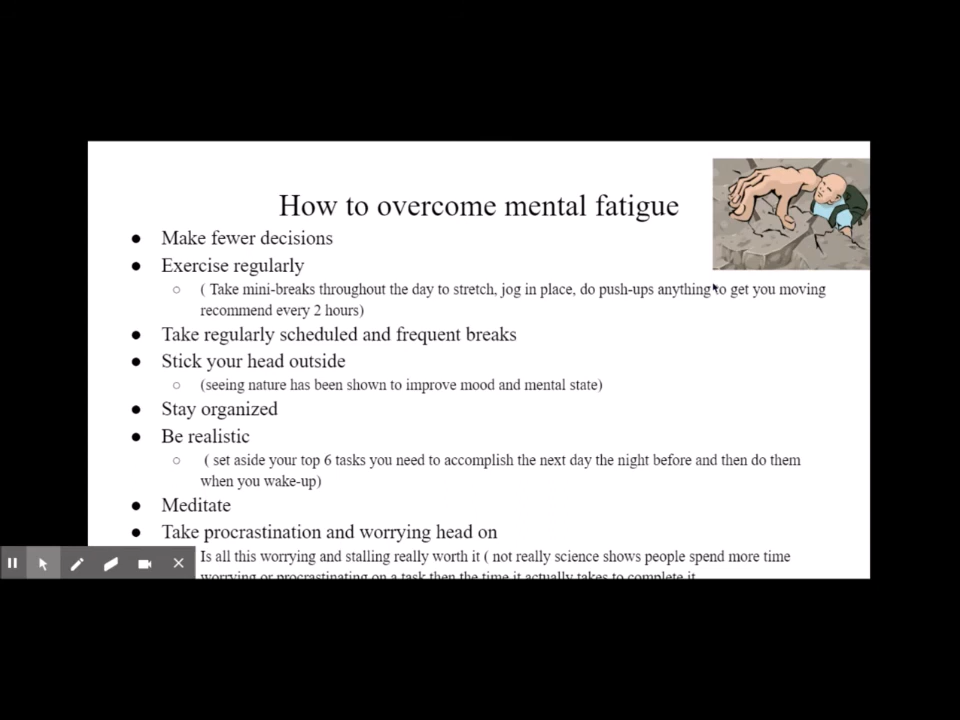 How to overcome mental fatigue
● Make fewer decisions
● Exercise regularly
○ ( Take mini-breaks throughout the day to stretch, jog in place, do push-ups anything to get you moving
recommend every 2 hours)
● Take regularly scheduled and frequent breaks
● Stick your head outside
○ (seeing nature has been shown to improve mood and mental state)
● Stay organized
● Be realistic
○ ( set aside your top 6 tasks you need to accomplish the next day the night before and then do them
when you wake-up)
● Meditate
● Take procrastination and worrying head on
Is all this worrying and stalling really worth it ( not really science shows people spend more time
worrying or procrastinating on a task then the time it actually takes to complete it